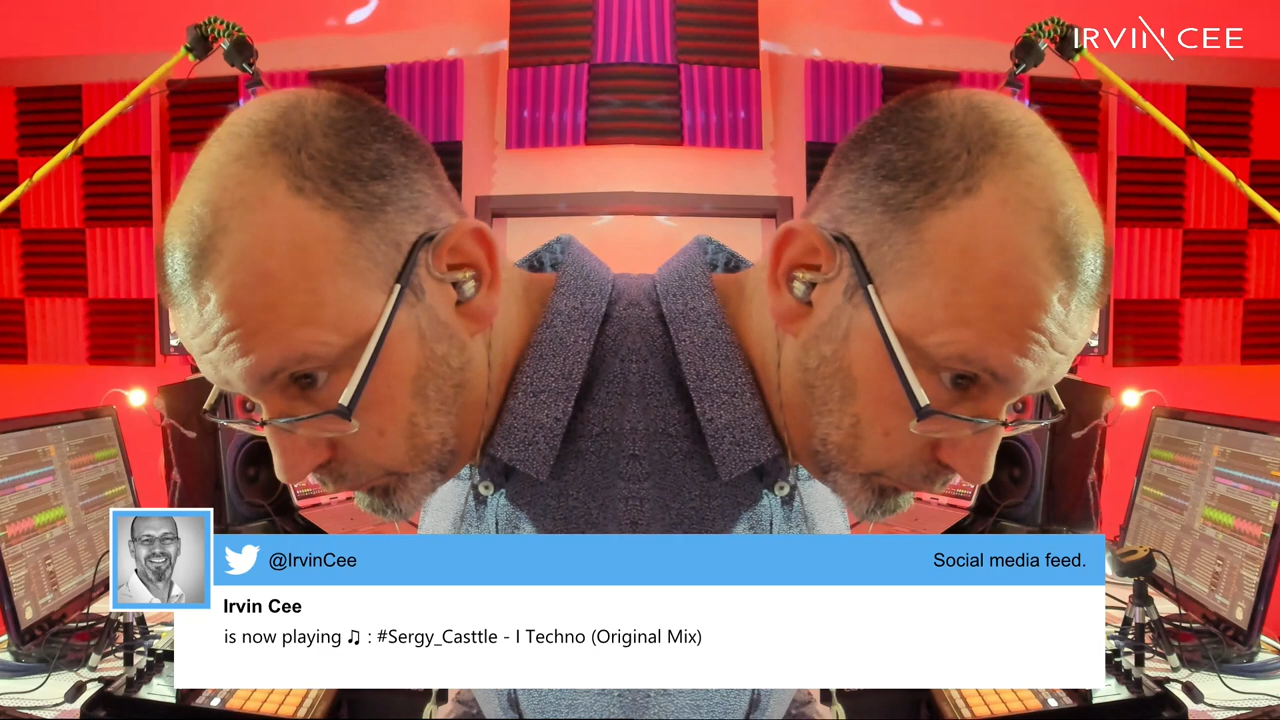 IRVIN CEE
@IrvinCee
Social media feed.
Irvin Cee
is now playing ♫ : #Sergy_Casttle - I Techno (Original Mix)